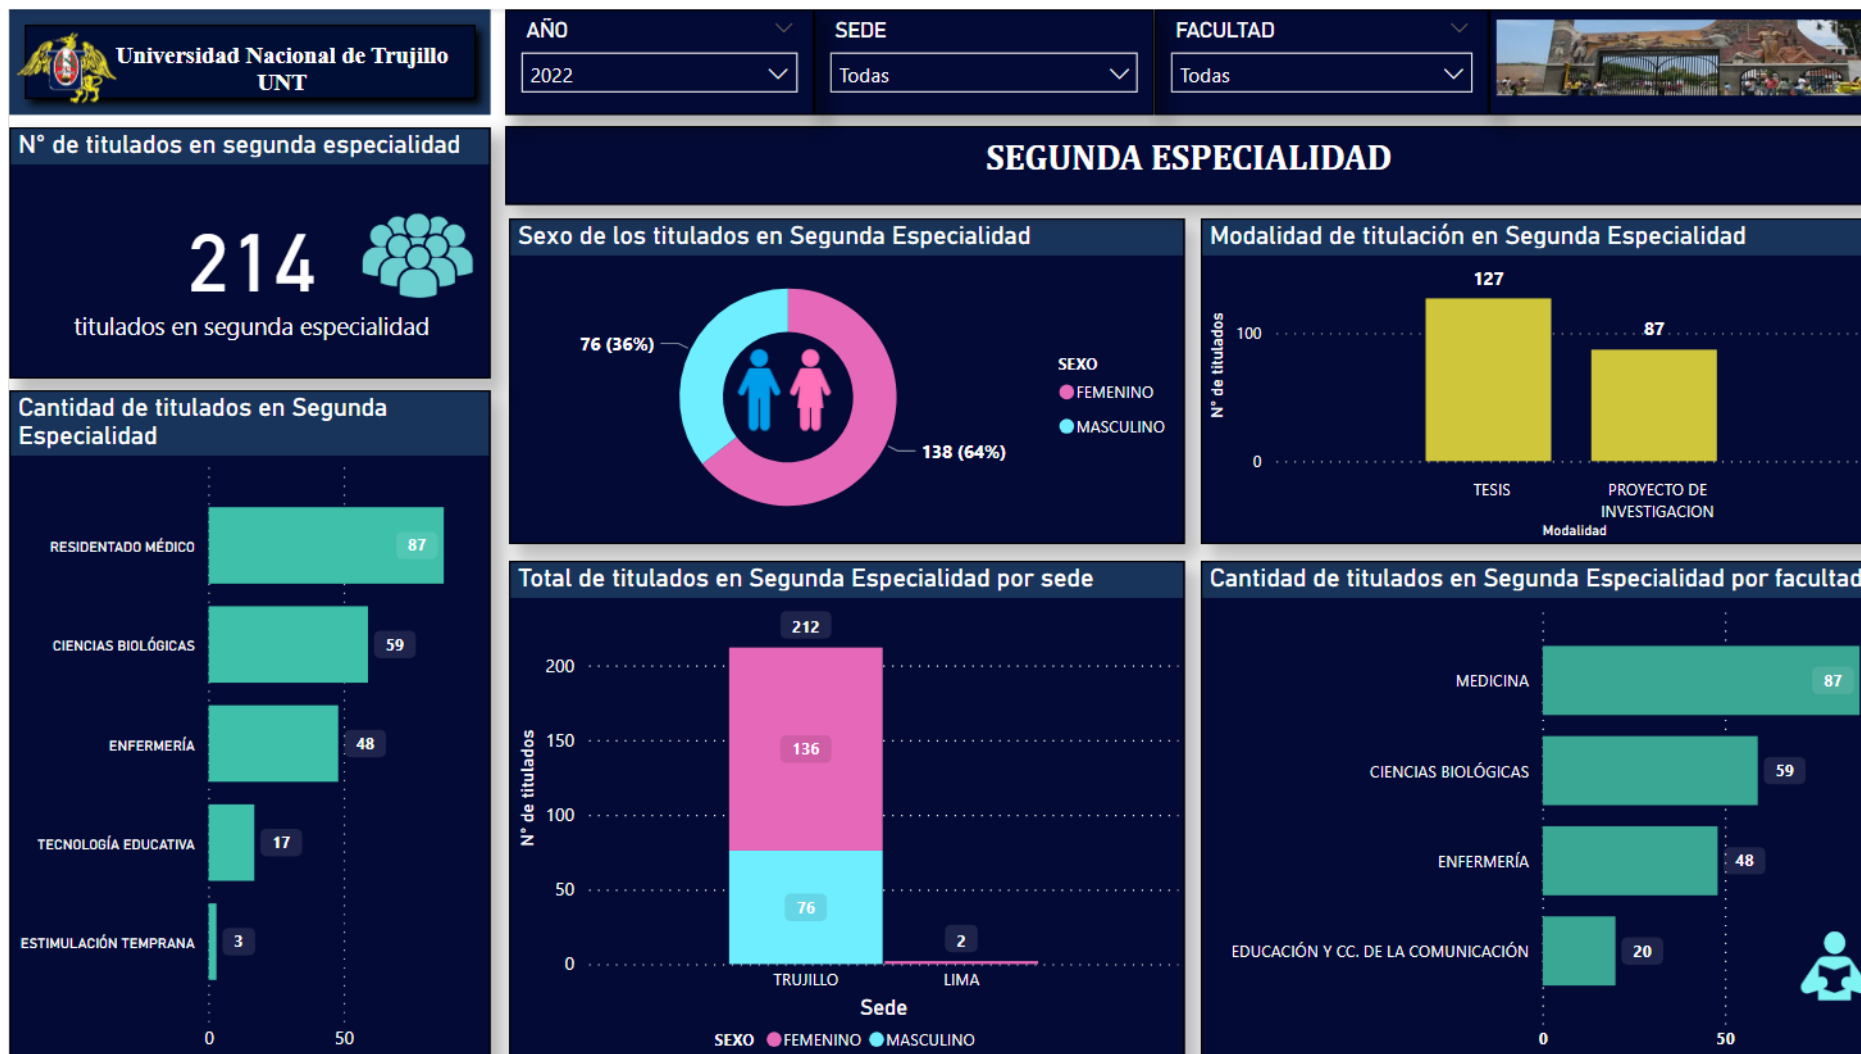 Universidad Nacional de Trujillo
UNT
AÑO
2022
SEDE
Todas
FACULTAD
Todas
N° de titulados en segunda especialidad
214
titulados en segunda especialidad
SEGUNDA ESPECIALIDAD
Sexo de los titulados en Segunda Especialidad
76 (36%)
138 (64%)
SEXO
FEMENINO
MASCULINO
Modalidad de titulación en Segunda Especialidad
N° de titulados
100
0
127
87
TESIS
PROYECTO DE
INVESTIGACION
Modalidad
Cantidad de titulados en Segunda
Especialidad
RESIDENTADO MÉDICO
87
CIENCIAS BIOLÓGICAS
59
ENFERMERÍA
48
TECNOLOGÍA EDUCATIVA
17
ESTIMULACIÓN TEMPRANA
3
0
50
Total de titulados en Segunda Especialidad por sede
N° de titulados
200
150
100
50
0
212
136
76
2
TRUJILLO
LIMA
Sede
SEXO FEMENINO MASCULINO
Cantidad de titulados en Segunda Especialidad por facultad
MEDICINA
87
CIENCIAS BIOLÓGICAS
59
ENFERMERÍA
48
EDUCACIÓN Y CC. DE LA COMUNICACIÓN
20
0
50